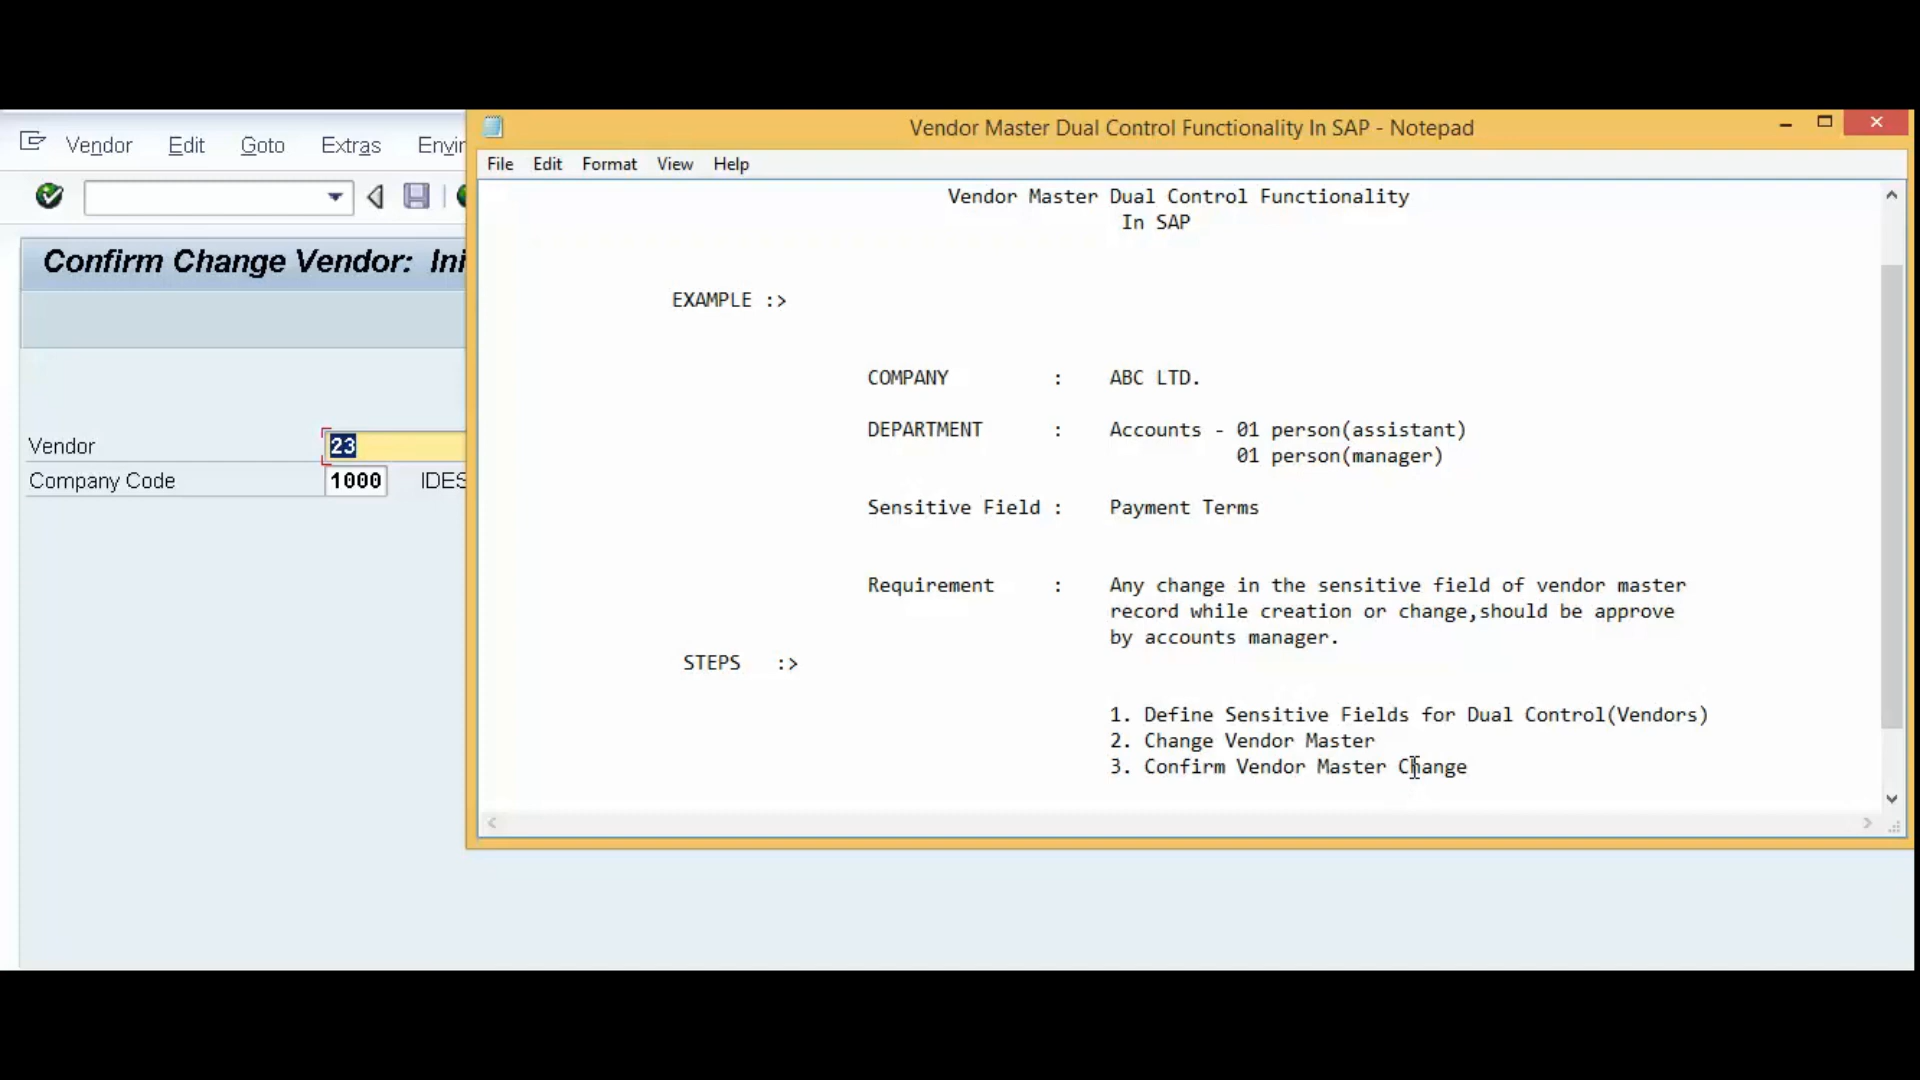 Vendor Master Dual Control Functionality In SAP - Notepad
Vendor Edit Goto Extras Envir
File Edit Format View Help
Confirm Change Vendor: Ini
Vendor 23
Company Code 1000 IDES
Vendor Master Dual Control Functionality
In SAP
EXAMPLE :>
COMPANY : ABC LTD.
DEPARTMENT : Accounts - 01 person(assistant)
01 person(manager)
Sensitive Field : Payment Terms
Requirement : Any change in the sensitive field of vendor master
record while creation or change,should be approve
by accounts manager.
STEPS :>
1. Define Sensitive Fields for Dual Control(Vendors)
2. Change Vendor Master
3. Confirm Vendor Master Change